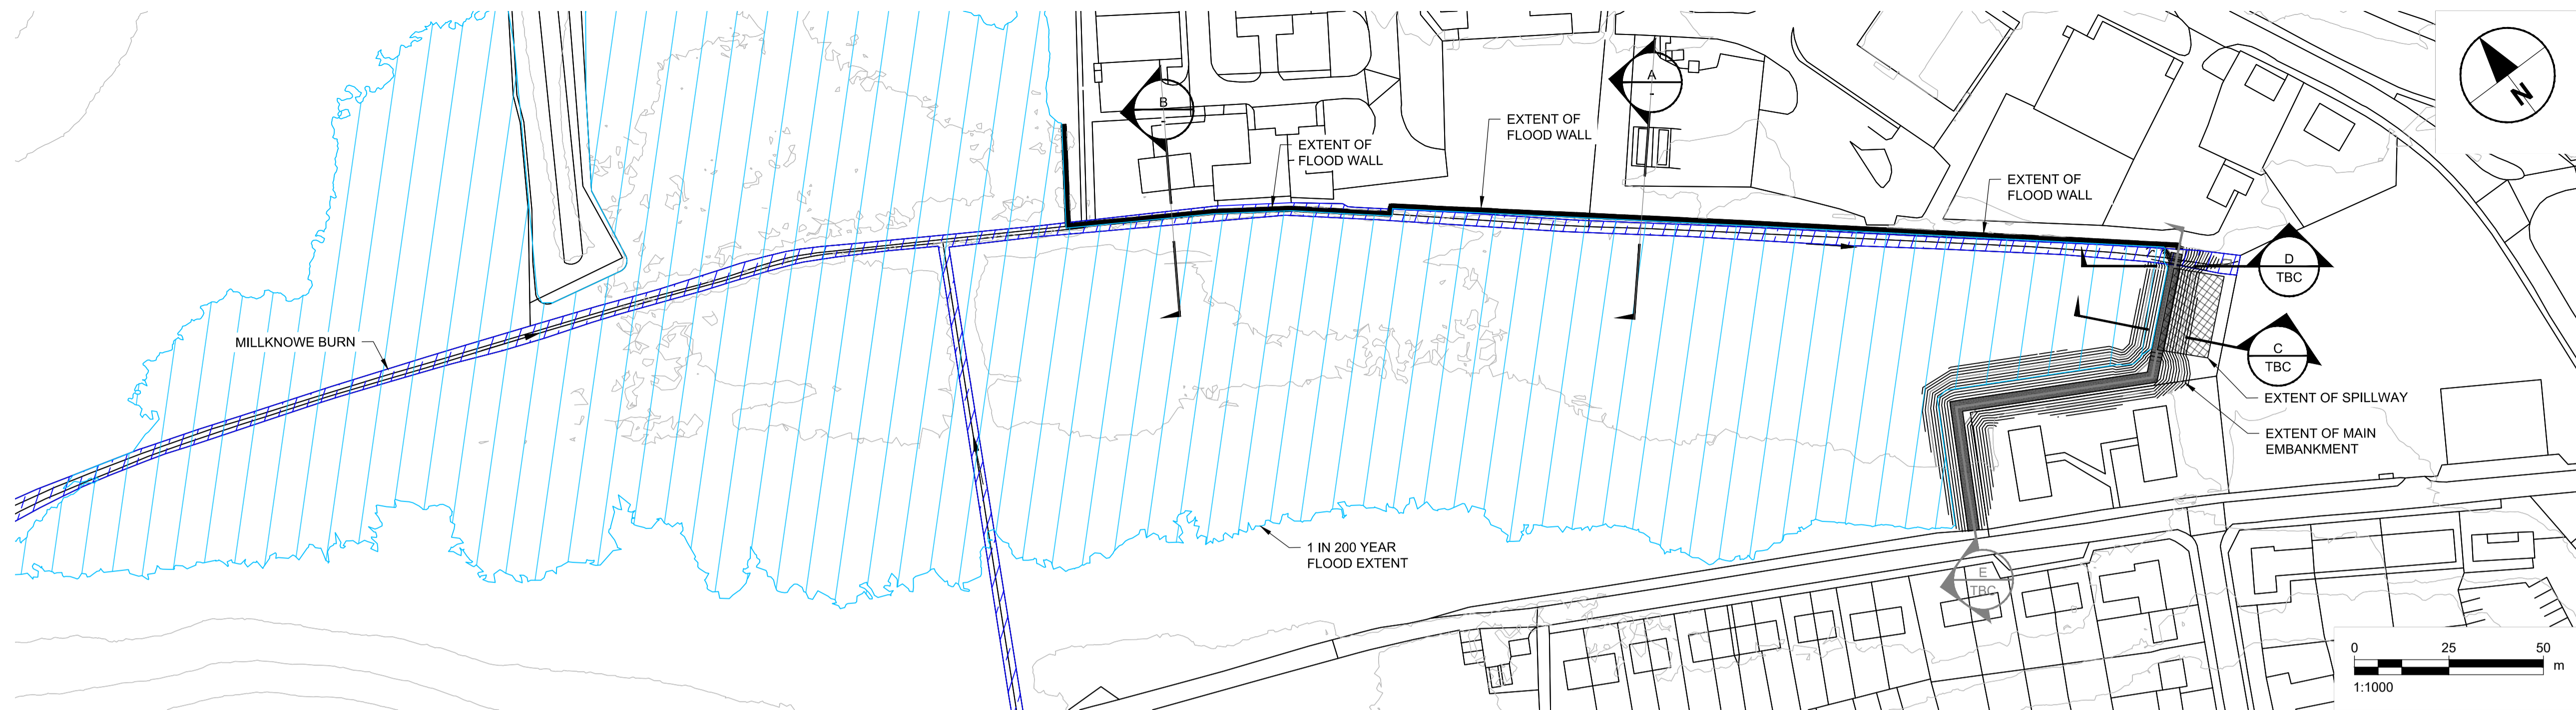 A
-
B
-
EXTENT OF
FLOOD WALL
EXTENT OF
FLOOD WALL
EXTENT OF
FLOOD WALL
N
D
TBC
MILLKNOWE BURN
C
TBC
EXTENT OF SPILLWAY
EXTENT OF MAIN
EMBANKMENT
1 IN 200 YEAR
FLOOD EXTENT
E
TBC
0 25 50
m
1:1000